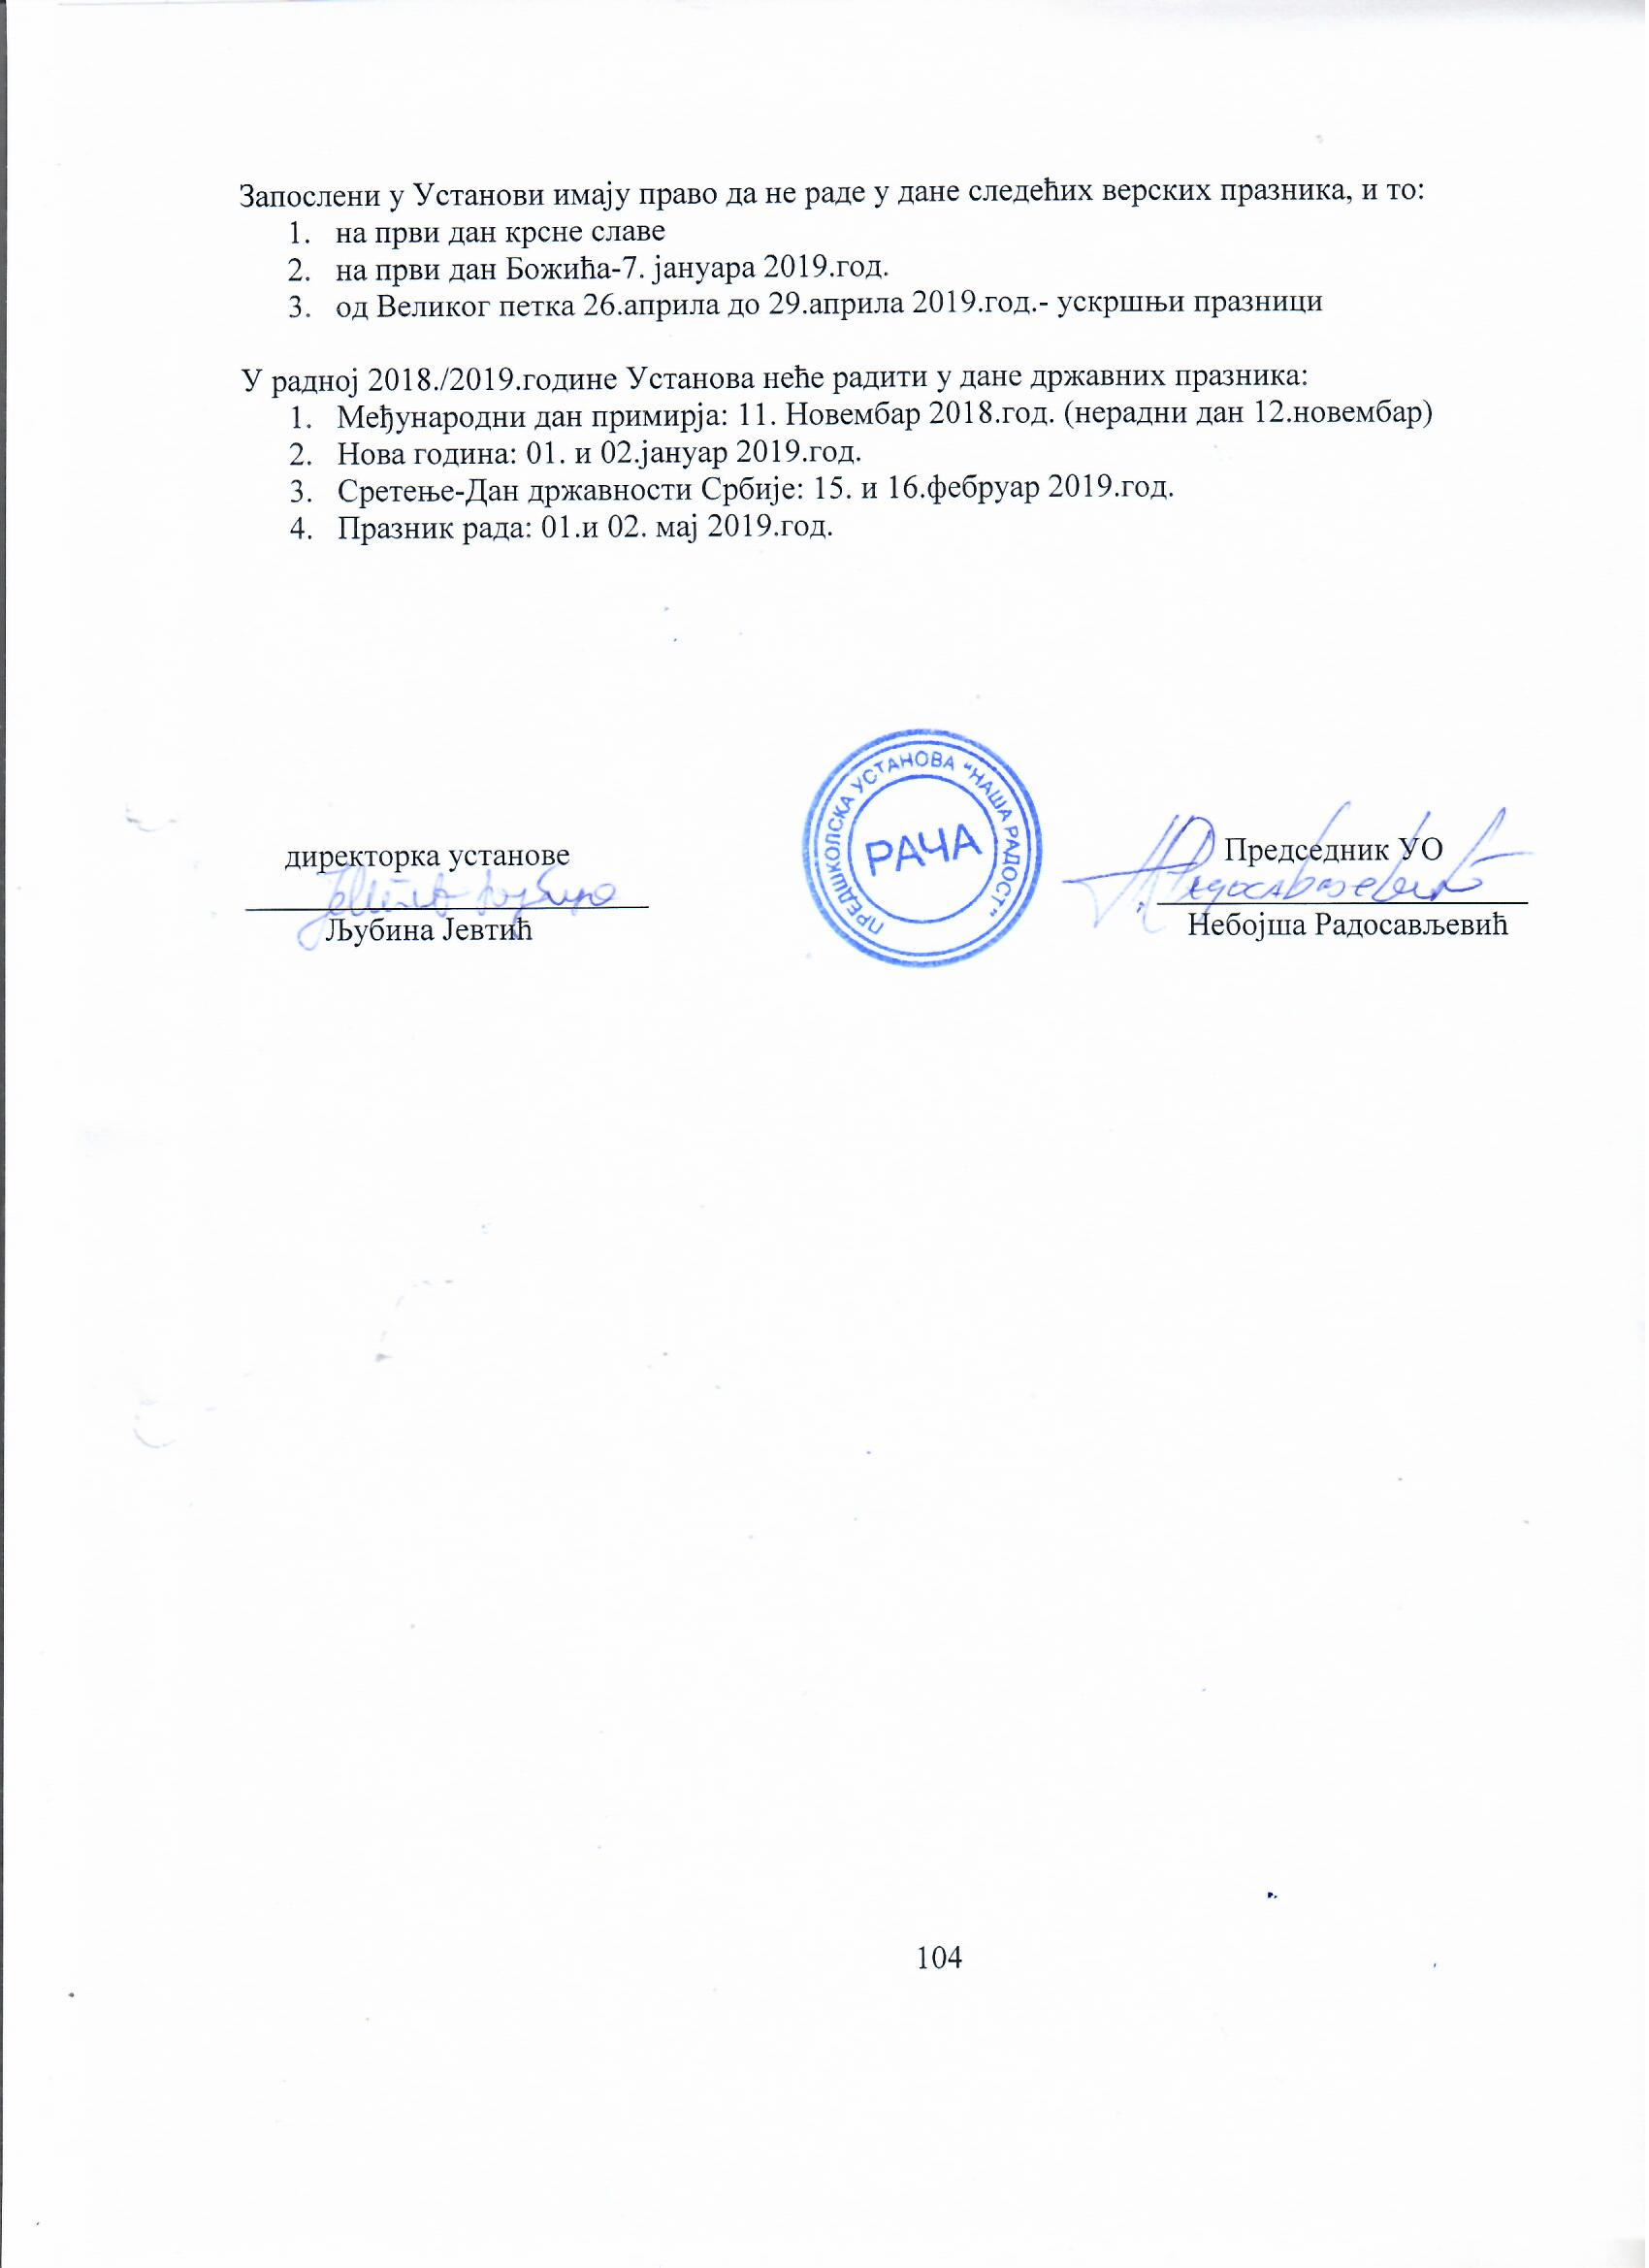 Запослени у Установи имају право да не раде у дане следећих верских празника, и то:
1. на први дан крсне славе
2. на први дан Божића-7. јануара 2019.год.
3. од Великог петка 26.априла до 29.априла 2019.год.- ускршњи празници
У радној 2018./2019.године Установа неће радити у дане државних празника:
1. Међународни дан примирја: 11. Новембар 2018.год. (нерадни дан 12.новембар)
2. Нова година: 01. и 02.јануар 2019.год.
3. Сретење-Дан државности Србије: 15. и 16.фебруар 2019.год.
4. Празник рада: 01.и 02. мај 2019.год.
ПРЕДШКОЛСКА УСТАНОВА "НАША РАДОСТ"
РАЧА
директорка установе
Љубина Јевтић
Председник УО
Небојша Радосављевић
104